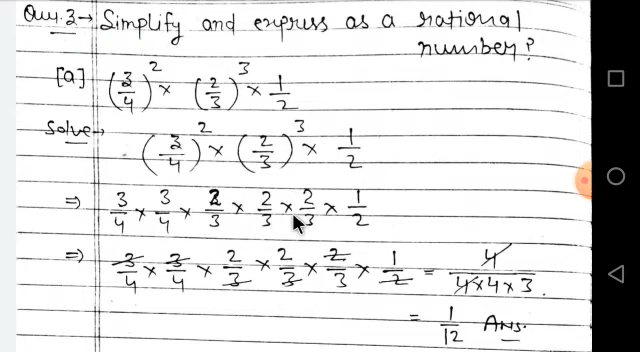 Qus.3→ Simplify and express as a rational
number?
[a] (3/4)² × (2/3)³ × 1/2
Solve→
(3/4)² × (2/3)³ × 1/2
⇒ 3/4 × 3/4 × 2/3 × 2/3 × 2/3 × 1/2
⇒ 3/4 × 3/4 × 2/3 × 2/3 × 2/3 × 1/2 = 4/4×4×3.
= 1/12 Ans.